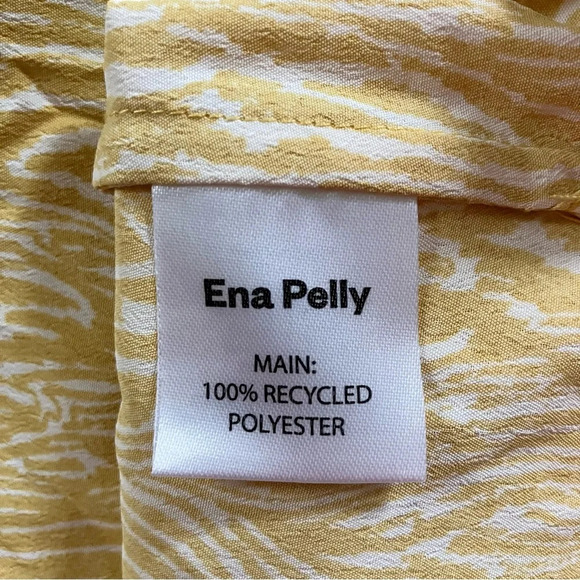 Ena Pelly
MAIN:
100% RECYCLED
POLYESTER